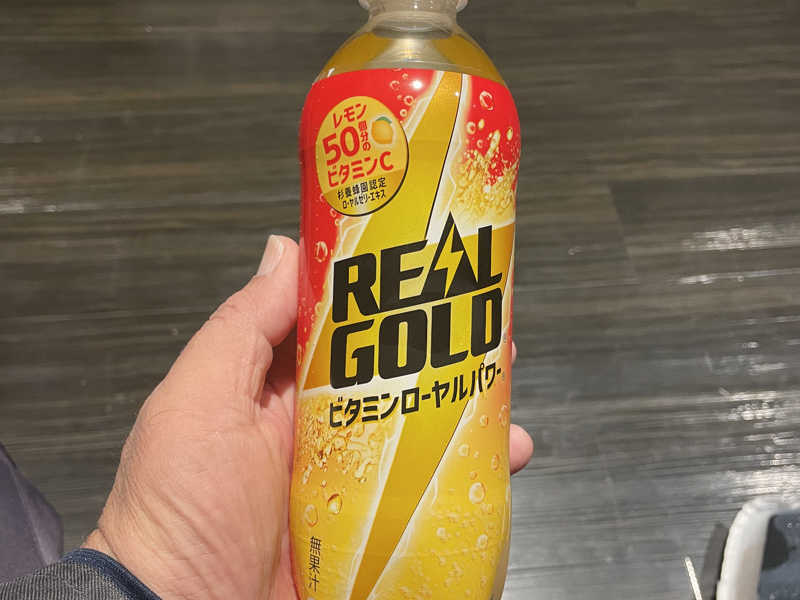 レモン
50個分の
ビタミンC
杉養蜂園認定
ローヤルゼリーエキス
REAL
GOLD
ビタミンローヤルパワー
無果汁